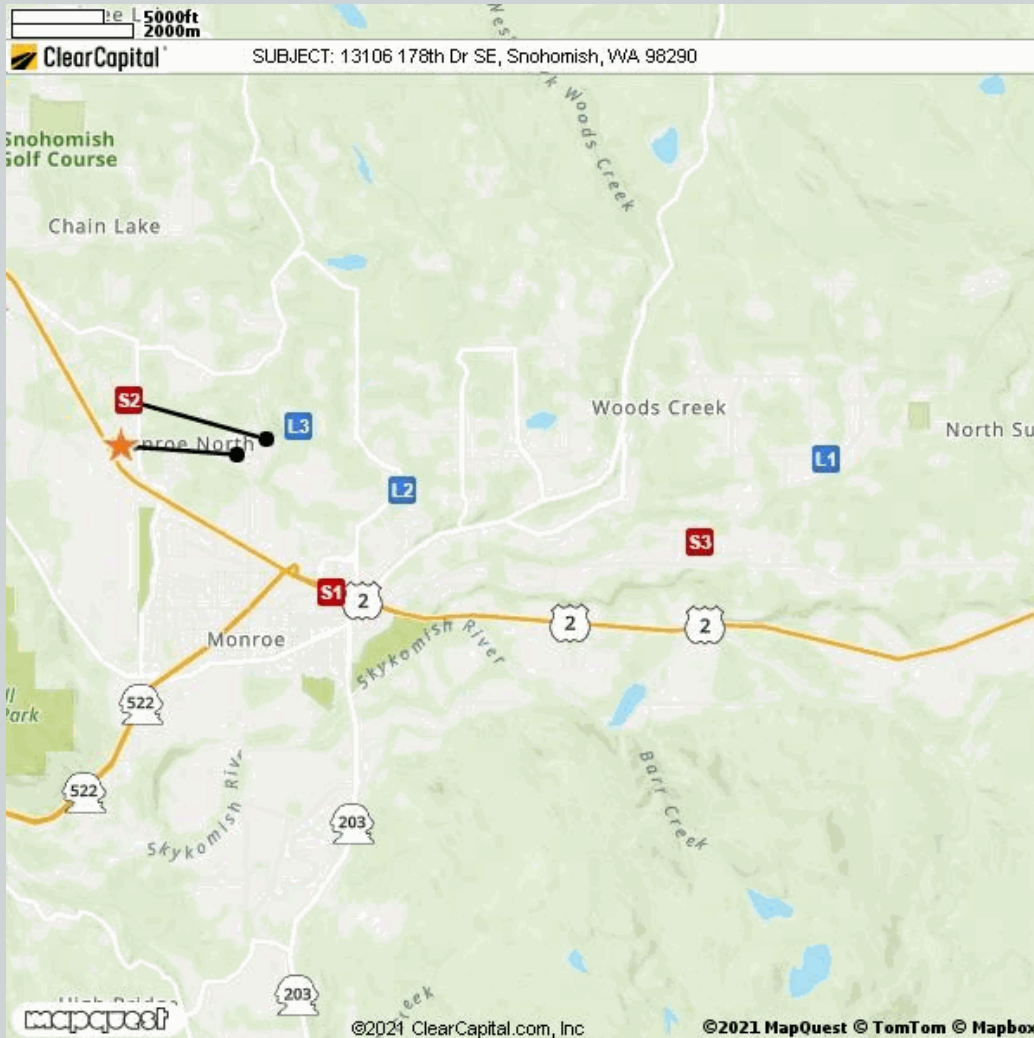 5000ft
2000m
ClearCapital
SUBJECT: 13106 178th Dr SE, Snohomish, WA 98290
Woods Creek
Snohomish
Golf Course
Chain Lake
S2
L3
Woods Creek
North Su
nroe North
L1
L2
S3
S1
2
2
2
Monroe
Skykomish River
522
Park
522
Skykomish Riv
Barr Creek
203
203
reek
mapquest
©2021 ClearCapital.com, Inc
©2021 MapQuest © TomTom © Mapbox